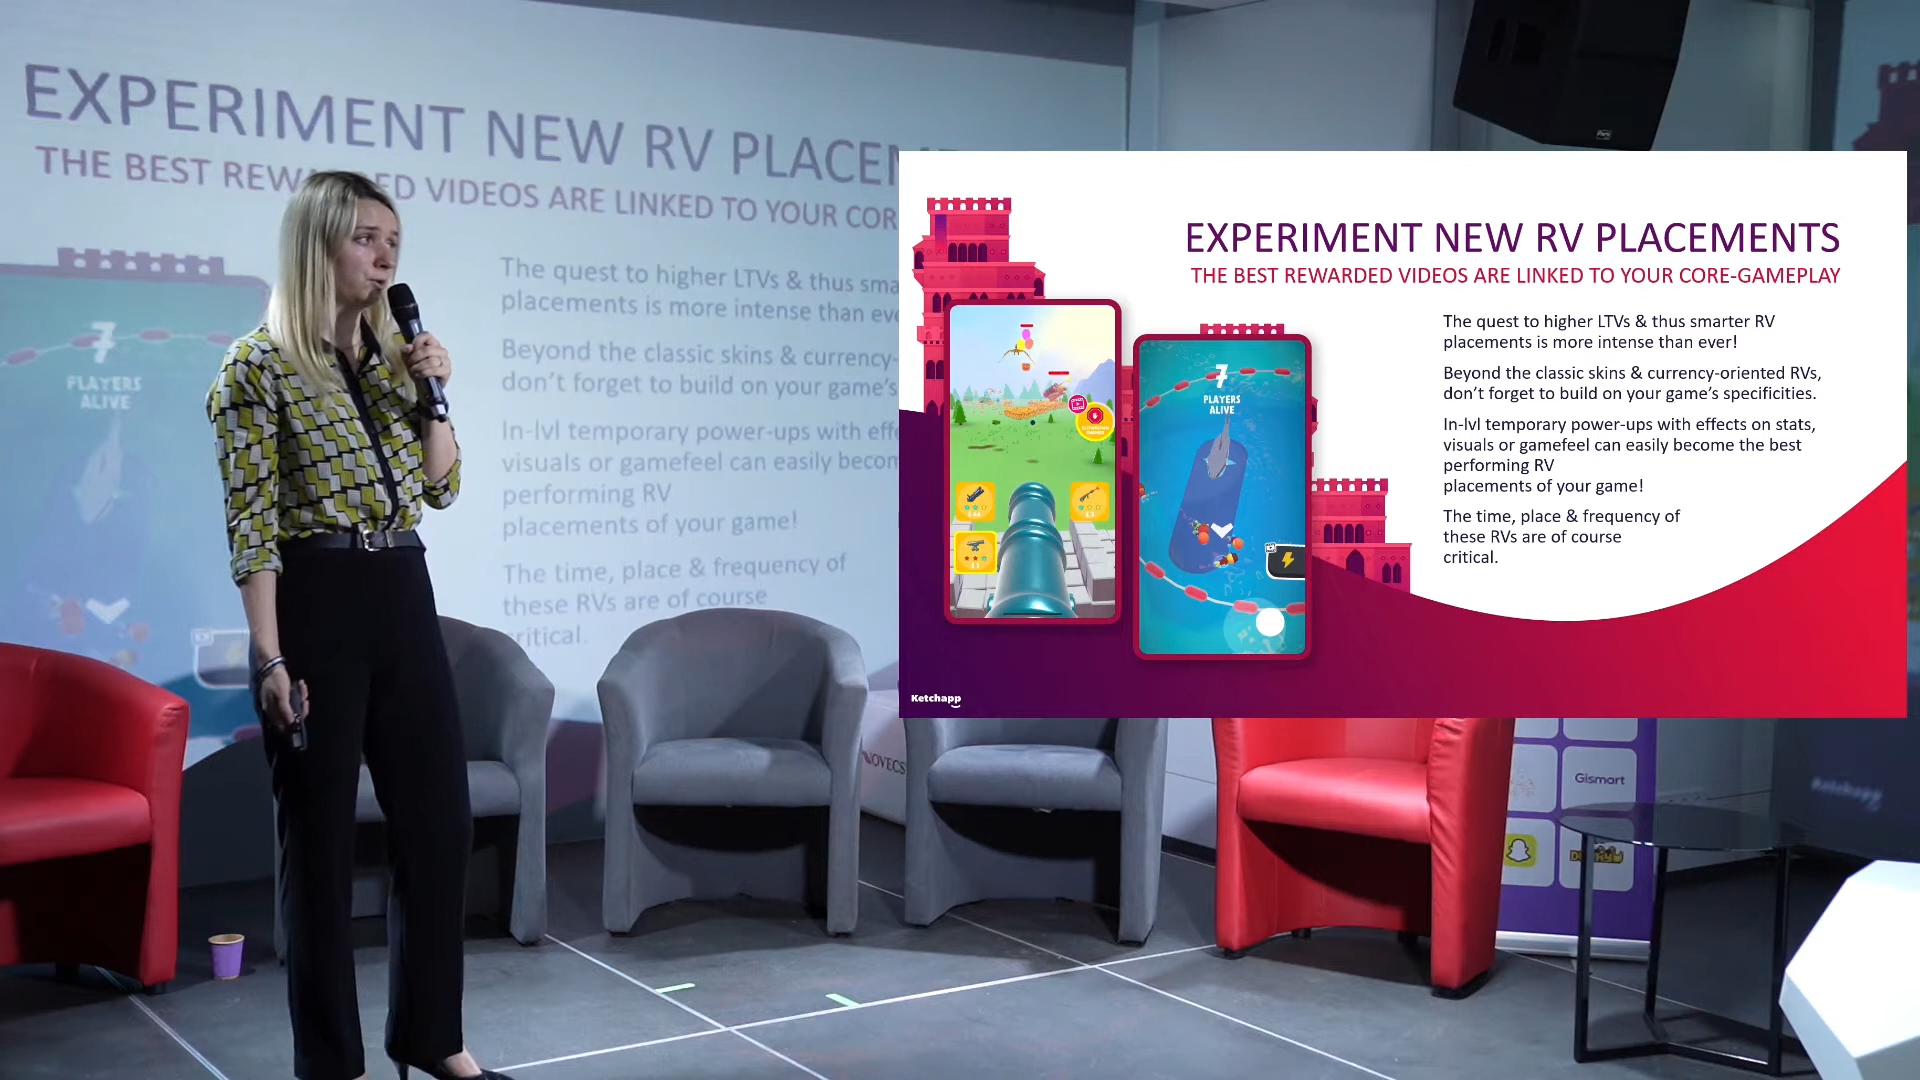 EXPERIMENT NEW RV PLACEM
THE BEST REWARDED VIDEOS ARE LINKED TO YOUR COR
The quest to higher LTVs & thus sma
placements is more intense than eve
Beyond the classic skins & currency-
don't forget to build on your game's
In-lvl temporary power-ups with effe
visuals or gamefeel can easily becom
performing RV
placements of your game!
The time, place & frequency of
these RVs are of course
critical.
7
PLAYERS
ALIVE
EXPERIMENT NEW RV PLACEMENTS
THE BEST REWARDED VIDEOS ARE LINKED TO YOUR CORE-GAMEPLAY
The quest to higher LTVs & thus smarter RV
placements is more intense than ever!
Beyond the classic skins & currency-oriented RVs,
don't forget to build on your game's specificities.
In-lvl temporary power-ups with effects on stats,
visuals or gamefeel can easily become the best
performing RV
placements of your game!
The time, place & frequency of
these RVs are of course
critical.
7
PLAYERS
ALIVE
Ketchapp
OVECS
Gismart
Ketchapp